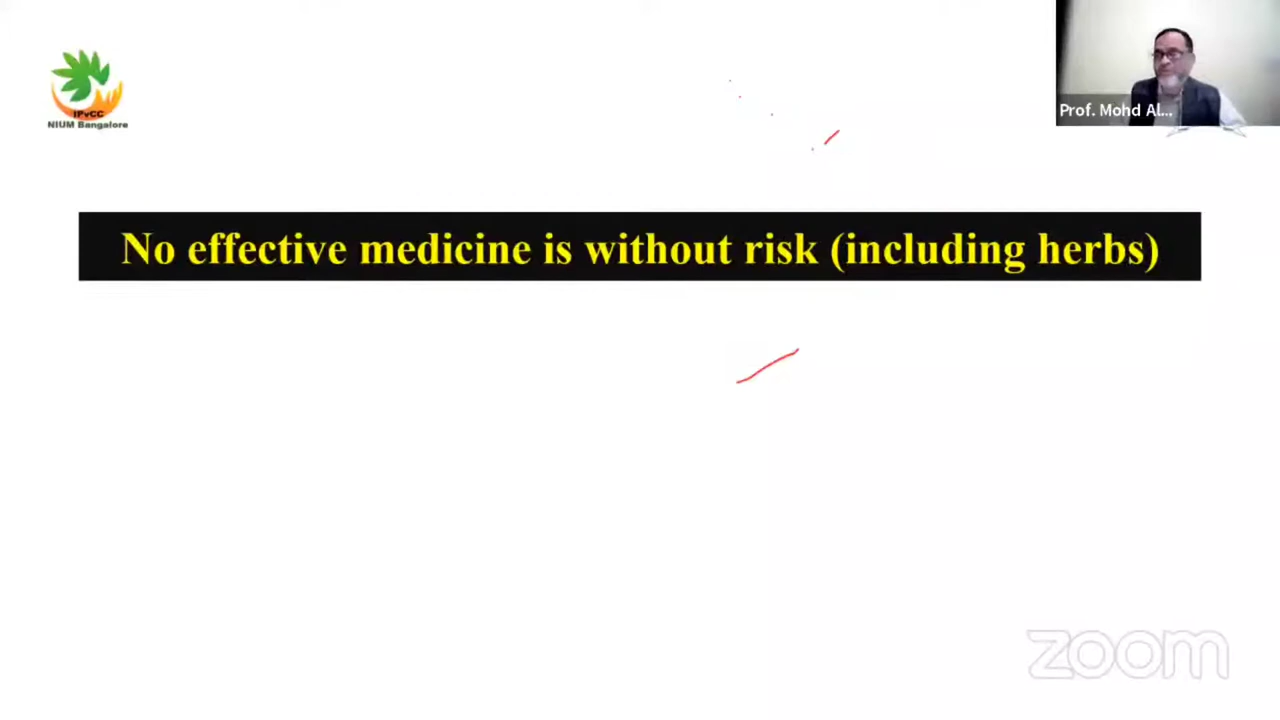 IPvCC
NIUM Bangalore
Prof. Mohd Al...
No effective medicine is without risk (including herbs)
zoom